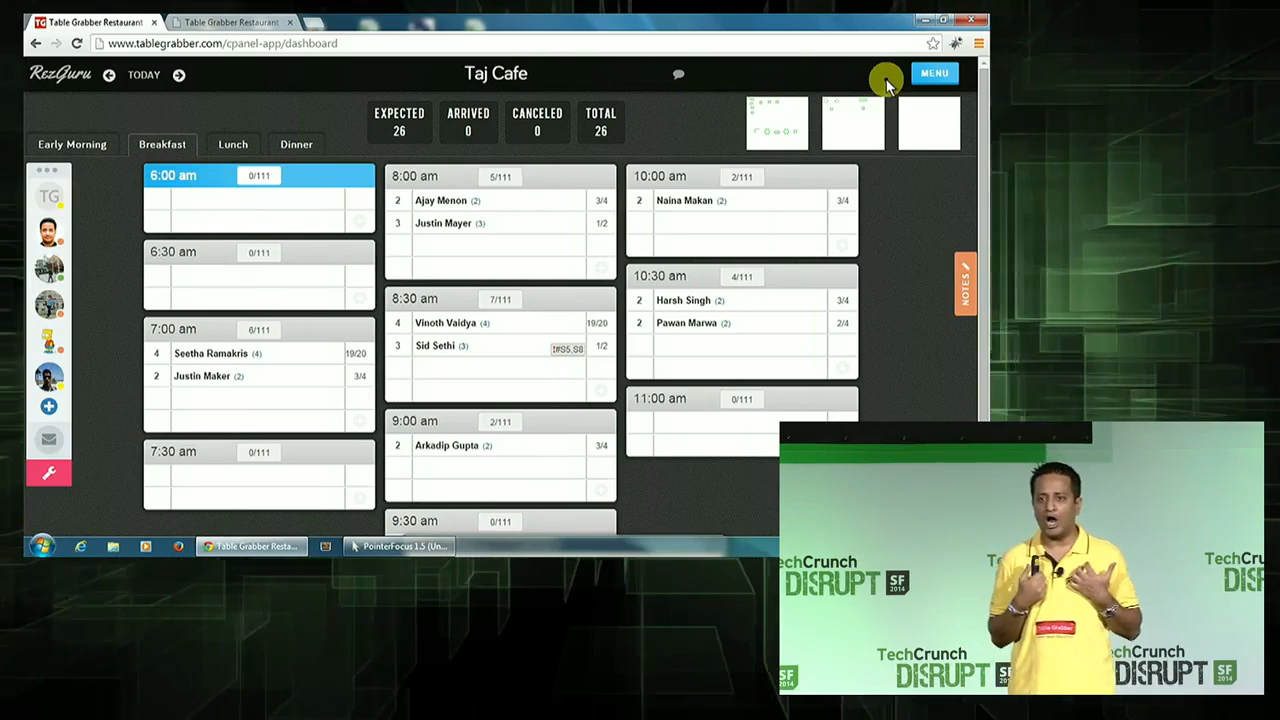 TG Table Grabber Restaurant × Table Grabber Restaurant ×
www.tablegrabber.com/cpanel-app/dashboard
RezGuru TODAY Taj Cafe MENU
EXPECTED ARRIVED CANCELED TOTAL
26 0 0 26
Early Morning Breakfast Lunch Dinner
TG
6:00 am 0/111
6:30 am 0/111
7:00 am 6/111
4 Seetha Ramakris (4) 19/20
2 Justin Maker (2) 3/4
7:30 am 0/111
8:00 am 5/111
2 Ajay Menon (2) 3/4
3 Justin Mayer (3) 1/2
8:30 am 7/111
4 Vinoth Vaidya (4) 19/20
3 Sid Sethi (3) !#S5,S8 1/2
9:00 am 2/111
2 Arkadip Gupta (2) 3/4
9:30 am 0/111
10:00 am 2/111
2 Naina Makan (2) 3/4
10:30 am 4/111
2 Harsh Singh (2) 3/4
2 Pawan Marwa (2) 2/4
11:00 am 0/111
NOTES
Table Grabber Resta... PointerFocus 1.5 (Un...
TechCrunch
DISRUPT SF
2014
Table Grabber
TechCrunch
DISRUPT
TechCrunch
DISRUPT SF
2014